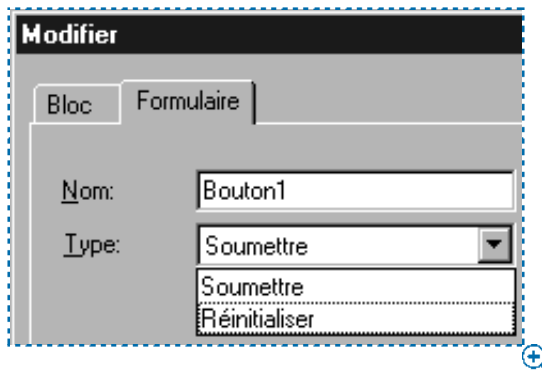 Modifier
Bloc Formulaire
Nom: Bouton1
Type: Soumettre
Soumettre
Réinitialiser